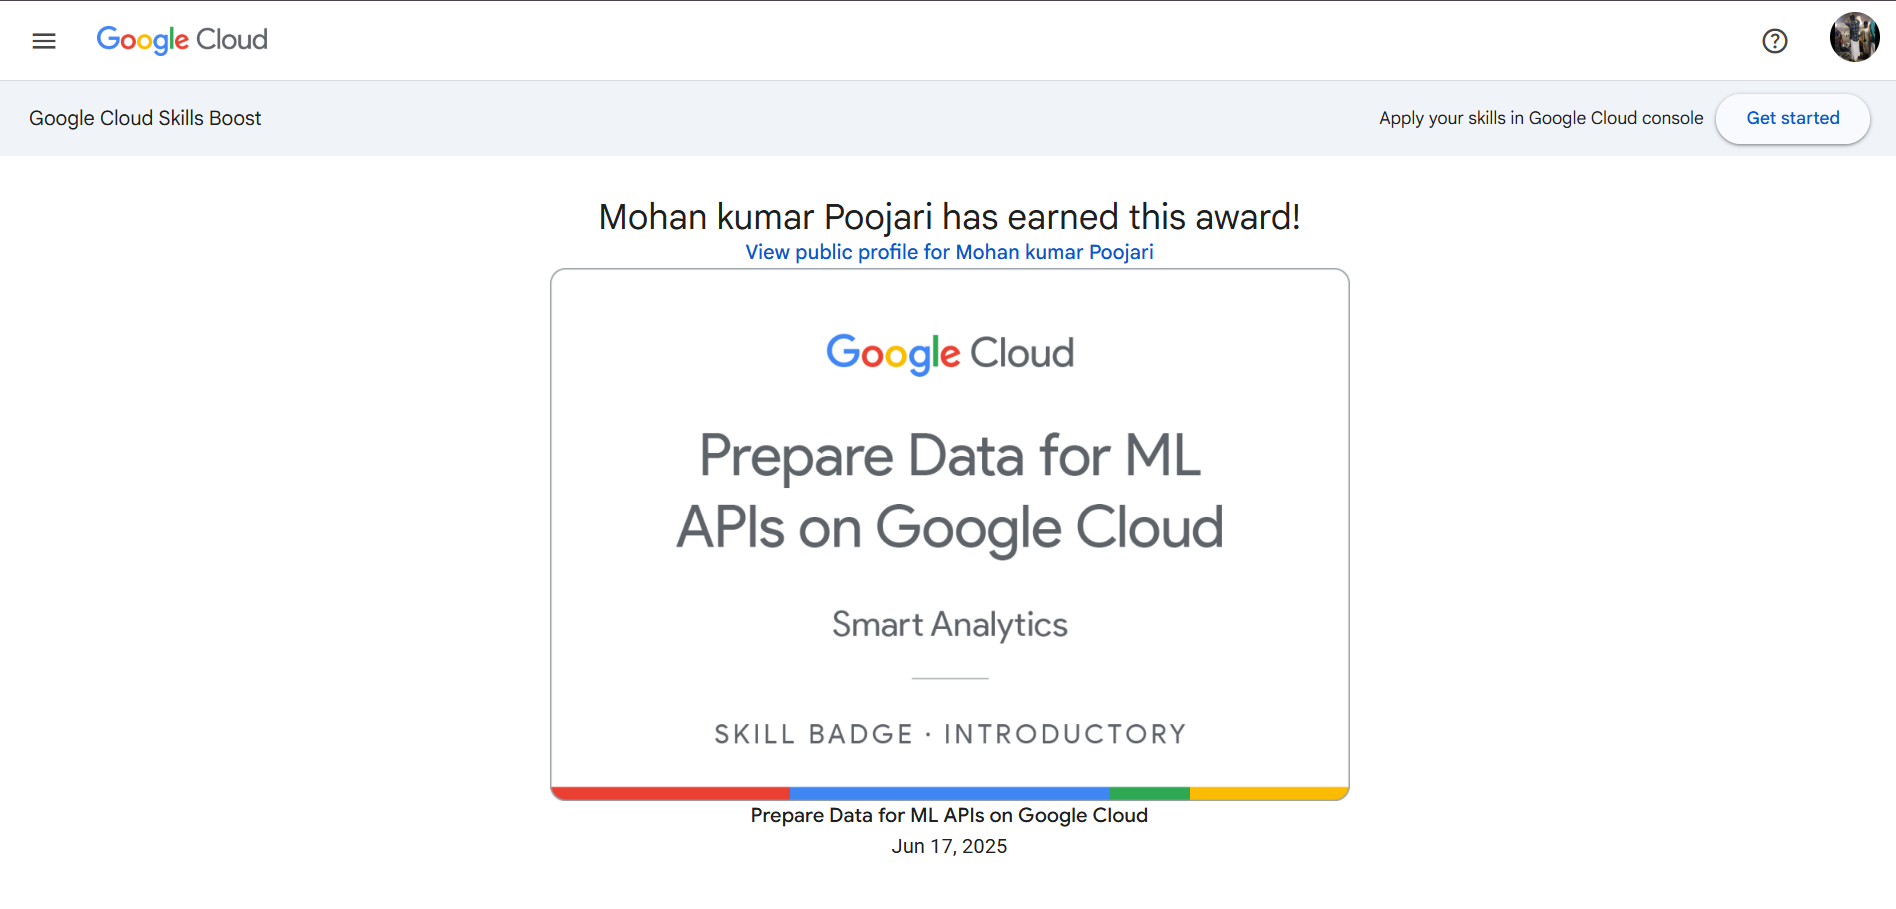 Google Cloud
Google Cloud Skills Boost
Apply your skills in Google Cloud console
Get started
Mohan kumar Poojari has earned this award!
View public profile for Mohan kumar Poojari
Google Cloud
Prepare Data for ML
APIs on Google Cloud
Smart Analytics
SKILL BADGE · INTRODUCTORY
Prepare Data for ML APIs on Google Cloud
Jun 17, 2025